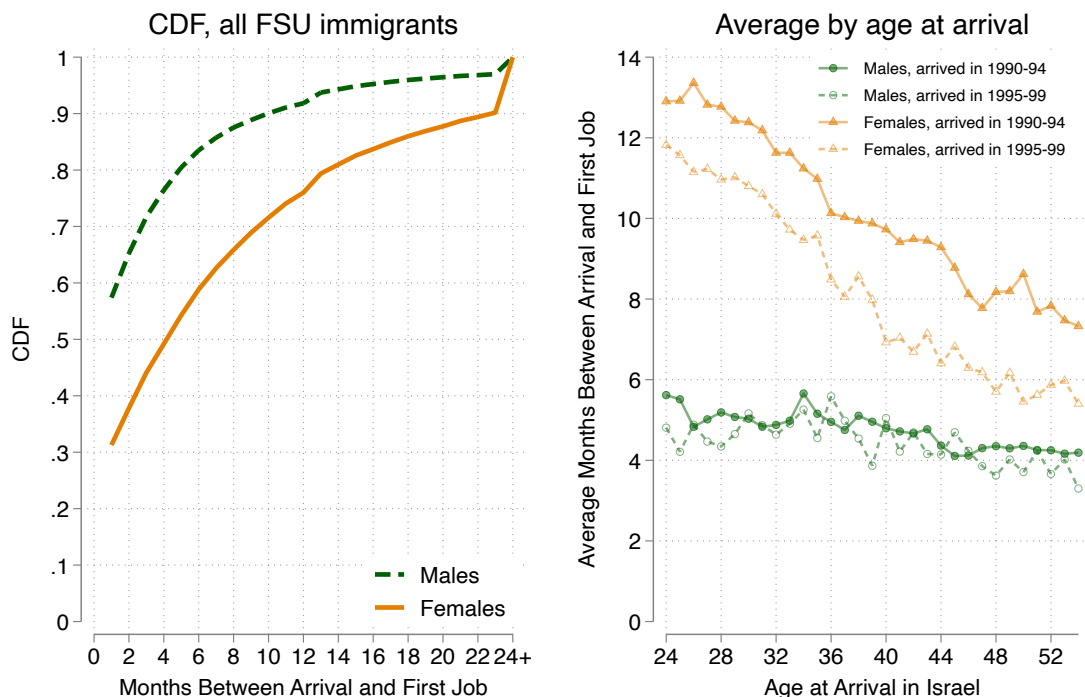 CDF, all FSU immigrants
1
.9
.8
.7
.6
.5
.4
.3
.2
.1
0
CDF
Males
Females
0 2 4 6 8 10 12 14 16 18 20 22 24+
Months Between Arrival and First Job
Average by age at arrival
14
12
10
8
6
4
2
0
Average Months Between Arrival and First Job
Males, arrived in 1990-94
Males, arrived in 1995-99
Females, arrived in 1990-94
Females, arrived in 1995-99
24 28 32 36 40 44 48 52
Age at Arrival in Israel